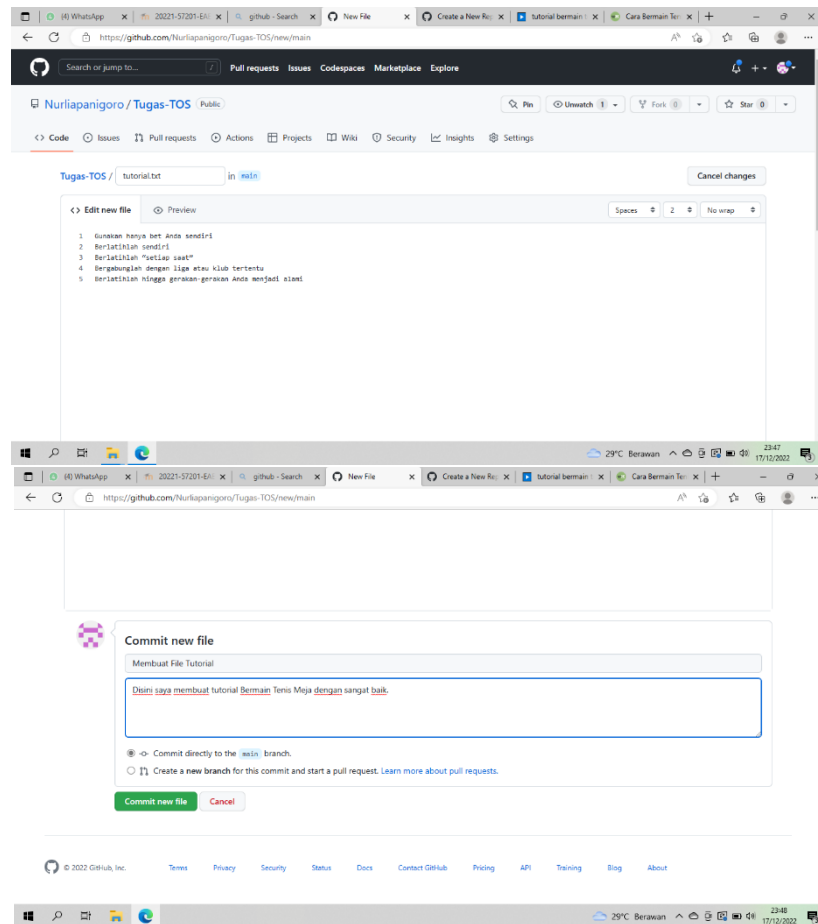 (4) WhatsApp 20221-57201-EA github - Search New File Create a New Rep tutorial bermain Cara Bermain Ten
https://github.com/Nurliapanigoro/Tugas-TOS/new/main
Search or jump to... / Pull requests Issues Codespaces Marketplace Explore
Nurliapanigoro / Tugas-TOS Public Pin Unwatch 1 Fork 0 Star 0
Code Issues Pull requests Actions Projects Wiki Security Insights Settings
Tugas-TOS / tutorial.txt in main Cancel changes
Edit new file Preview Spaces 2 No wrap
1 Gunakan hanya bet Anda sendiri
2 Berlatihlah sendiri
3 Berlatihlah "setiap saat"
4 Bergabunglah dengan liga atau klub tertentu
5 Berlatihlah hingga gerakan-gerakan Anda menjadi alami
29°C Berawan 23:47
17/12/2022
(4) WhatsApp 20221-57201-EA github - Search New File Create a New Rep tutorial bermain Cara Bermain Ten
https://github.com/Nurliapanigoro/Tugas-TOS/new/main
Commit new file
Membuat File Tutorial
Disini saya membuat tutorial Bermain Tenis Meja dengan sangat baik.
Commit directly to the main branch.
Create a new branch for this commit and start a pull request. Learn more about pull requests.
Commit new file Cancel
© 2022 GitHub, Inc. Terms Privacy Security Status Docs Contact GitHub Pricing API Training Blog About
29°C Berawan 23:48
17/12/2022